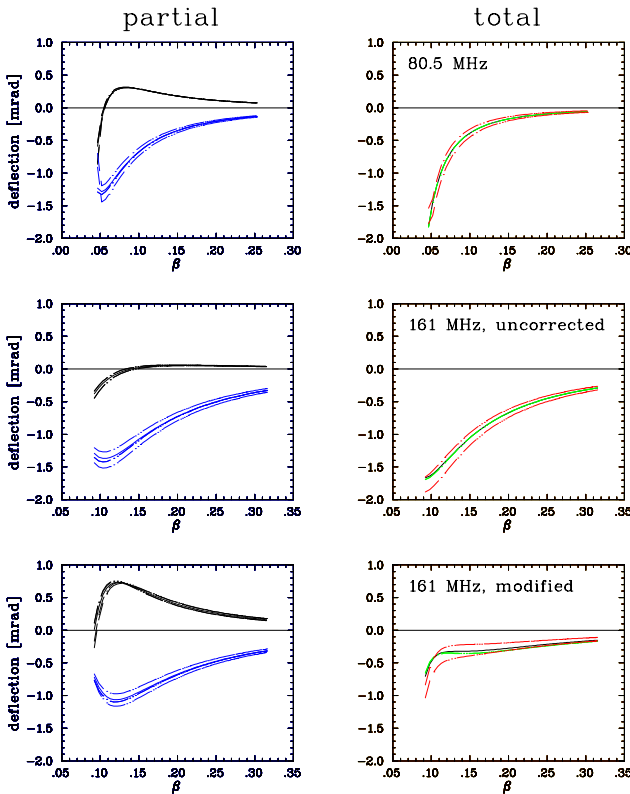 partial total
1.0 1.0
0.5 0.5 80.5 MHz
0.0 0.0
−0.5 −0.5
−1.0 −1.0
−1.5 −1.5
−2.0 −2.0
deflection [mrad]
.00 .05 .10 .15 .20 .25 .30 .00 .05 .10 .15 .20 .25 .30
β β
1.0 1.0
0.5 0.5 161 MHz, uncorrected
0.0 0.0
−0.5 −0.5
−1.0 −1.0
−1.5 −1.5
−2.0 −2.0
deflection [mrad]
.05 .10 .15 .20 .25 .30 .35 .05 .10 .15 .20 .25 .30 .35
β β
1.0 1.0
0.5 0.5 161 MHz, modified
0.0 0.0
−0.5 −0.5
−1.0 −1.0
−1.5 −1.5
−2.0 −2.0
deflection [mrad]
.05 .10 .15 .20 .25 .30 .35 .05 .10 .15 .20 .25 .30 .35
β β